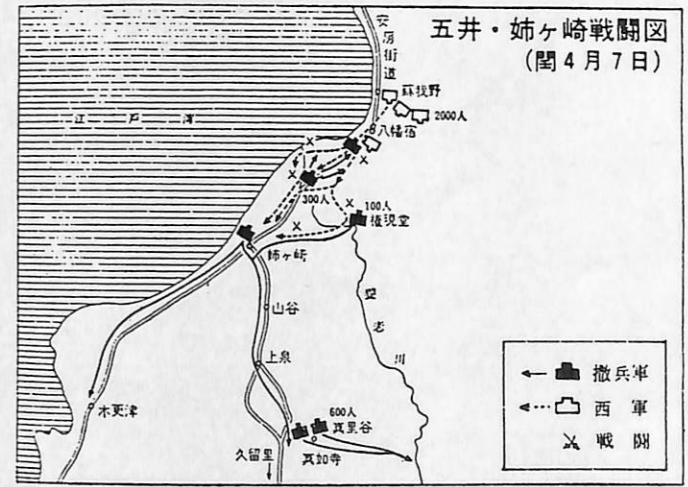 五井・姉ヶ崎戦闘図
(閏4月7日)
安房街道
蘇我野
2000人
八幡宿
江戸湾
300人
100人
権現堂
姉ヶ崎
養老川
山谷
上泉
木更津
600人
真里谷
真如寺
久留里
撤兵軍
西軍
戦闘